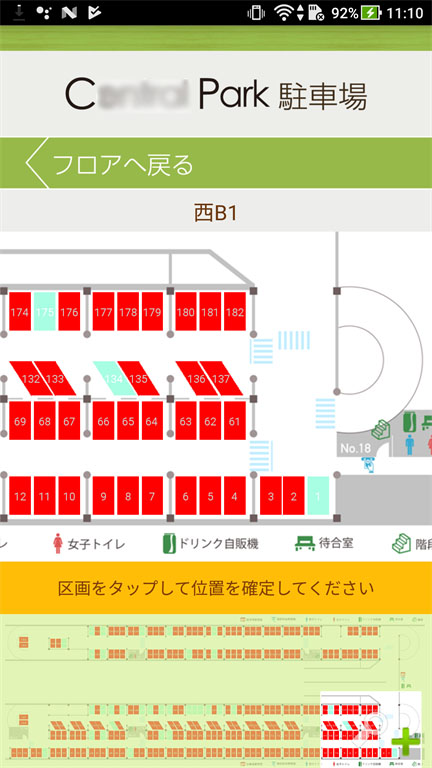 92% 11:10
Park 駐車場
フロアへ戻る
西B1
174 175 176 177 178 179 180 181 182
132 133 134 135 136 137
69 68 67 66 65 64 63 62 61
No.18
12 11 10 9 8 7 6 5 4 3 2 1
レ 女子トイレ ドリンク自販機 待合室 階段
区画をタップして位置を確定してください